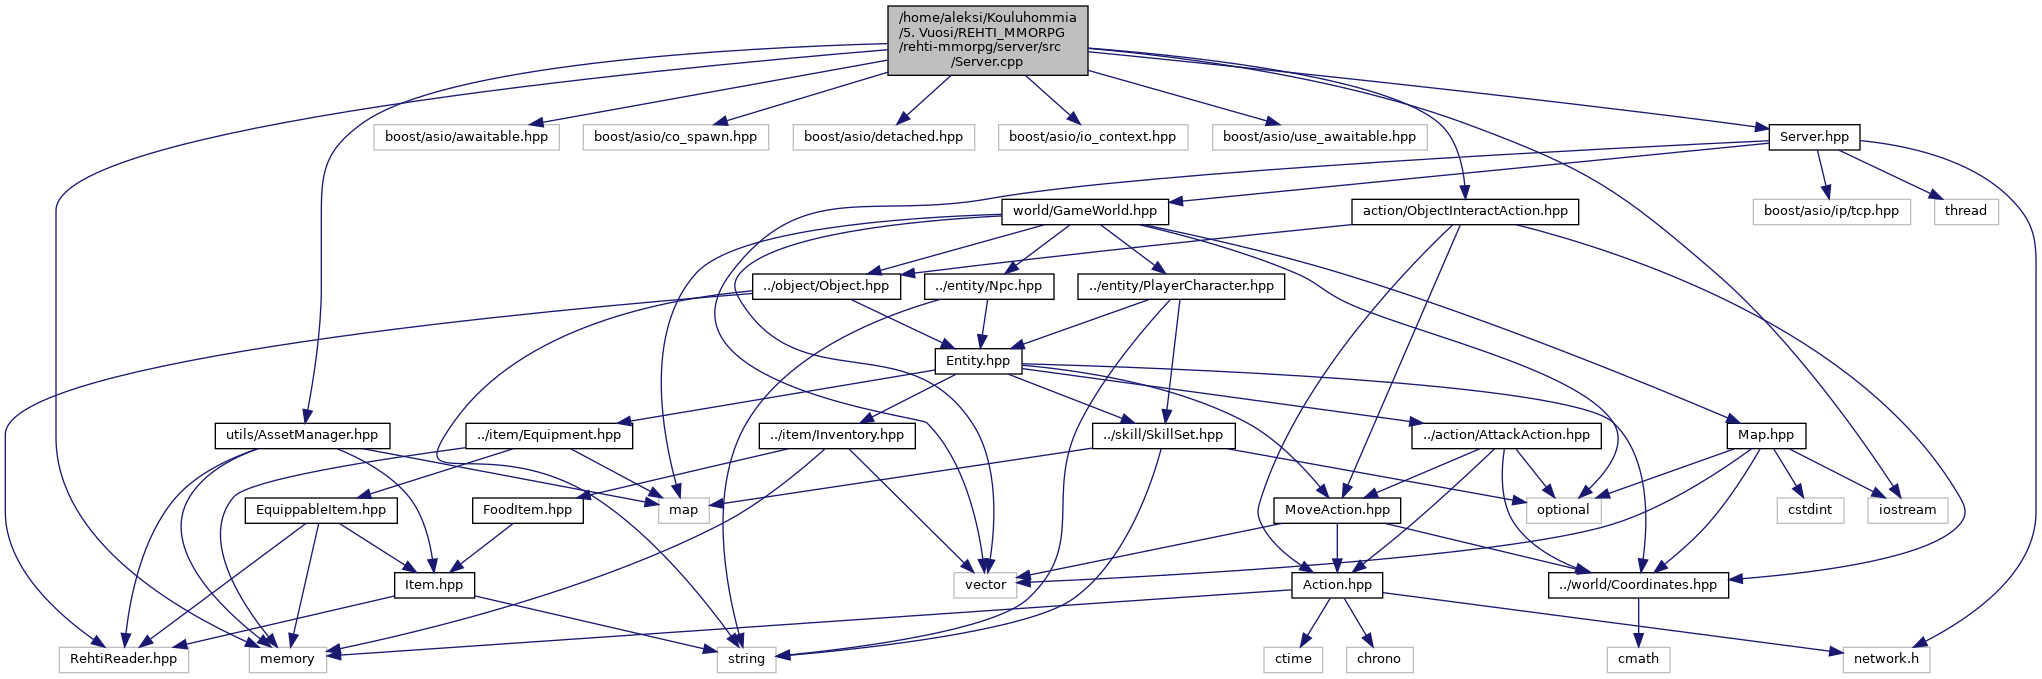 /home/aleksi/Kouluhommia
/5. Vuosi/REHTI_MMORPG
/rehti-mmorpg/server/src
/Server.cpp
boost/asio/awaitable.hpp
boost/asio/co_spawn.hpp
boost/asio/detached.hpp
boost/asio/io_context.hpp
boost/asio/use_awaitable.hpp
Server.hpp
world/GameWorld.hpp
action/ObjectInteractAction.hpp
boost/asio/ip/tcp.hpp
thread
../object/Object.hpp
../entity/Npc.hpp
../entity/PlayerCharacter.hpp
Entity.hpp
utils/AssetManager.hpp
../item/Equipment.hpp
../item/Inventory.hpp
../skill/SkillSet.hpp
../action/AttackAction.hpp
Map.hpp
EquippableItem.hpp
FoodItem.hpp
map
MoveAction.hpp
optional
cstdint
iostream
Item.hpp
vector
Action.hpp
../world/Coordinates.hpp
RehtiReader.hpp
memory
string
ctime
chrono
cmath
network.h